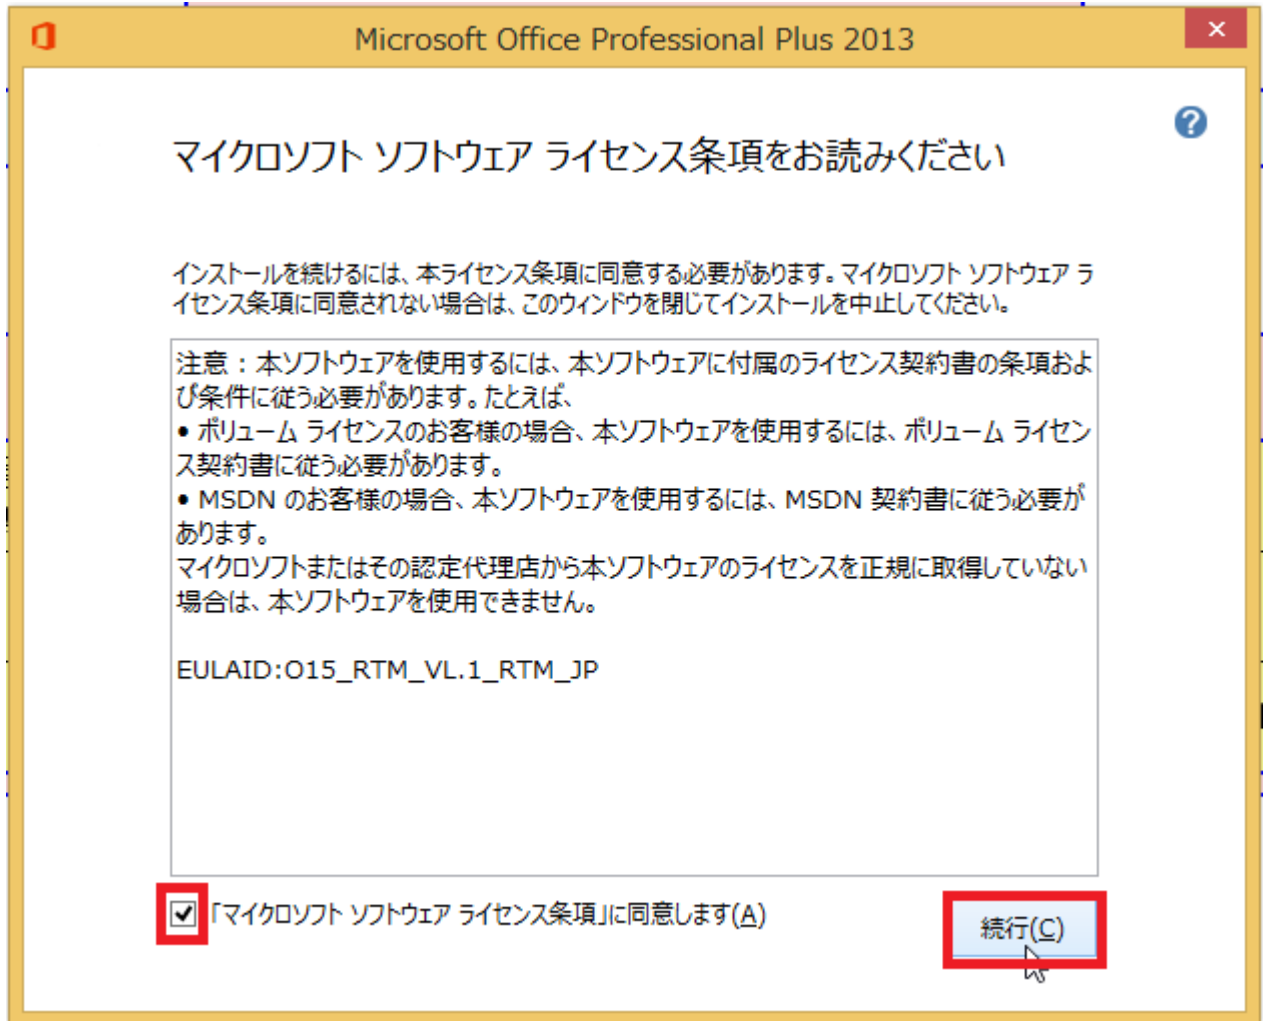 Microsoft Office Professional Plus 2013
マイクロソフト ソフトウェア ライセンス条項をお読みください
インストールを続けるには、本ライセンス条項に同意する必要があります。マイクロソフト ソフトウェア ラ
イセンス条項に同意されない場合は、このウィンドウを閉じてインストールを中止してください。
注意 : 本ソフトウェアを使用するには、本ソフトウェアに付属のライセンス契約書の条項およ
び条件に従う必要があります。たとえば、
• ボリューム ライセンスのお客様の場合、本ソフトウェアを使用するには、ボリューム ライセン
ス契約書に従う必要があります。
• MSDN のお客様の場合、本ソフトウェアを使用するには、MSDN 契約書に従う必要が
あります。
マイクロソフトまたはその認定代理店から本ソフトウェアのライセンスを正規に取得していない
場合は、本ソフトウェアを使用できません。
EULAID:O15_RTM_VL.1_RTM_JP
「マイクロソフト ソフトウェア ライセンス条項」に同意します(A)
続行(C)